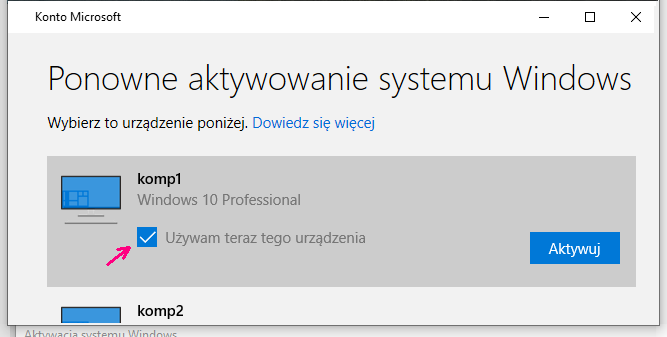 Konto Microsoft
Ponowne aktywowanie systemu Windows
Wybierz to urządzenie poniżej. Dowiedz się więcej
komp1
Windows 10 Professional
Używam teraz tego urządzenia
Aktywuj
komp2
Aktywacja systemu Windows